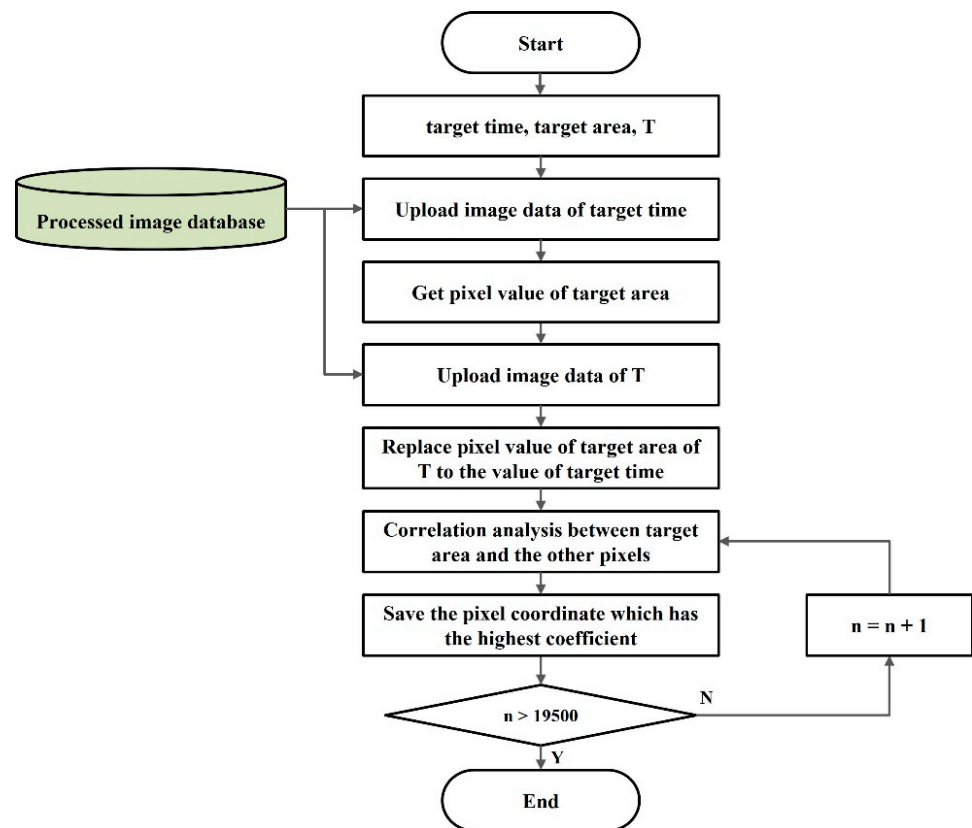 Start
target time, target area, T
Processed image database
Upload image data of target time
Get pixel value of target area
Upload image data of T
Replace pixel value of target area of
T to the value of target time
Correlation analysis between target
area and the other pixels
Save the pixel coordinate which has
the highest coefficient
n = n + 1
n > 19500
N
Y
End